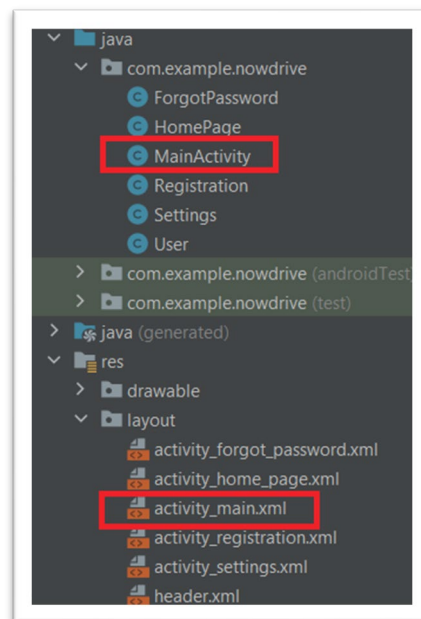 java
com.example.nowdrive
ForgotPassword
HomePage
MainActivity
Registration
Settings
User
com.example.nowdrive (androidTest
com.example.nowdrive (test)
java (generated)
res
drawable
layout
activity_forgot_password.xml
activity_home_page.xml
activity_main.xml
activity_registration.xml
activity_settings.xml
header.xml